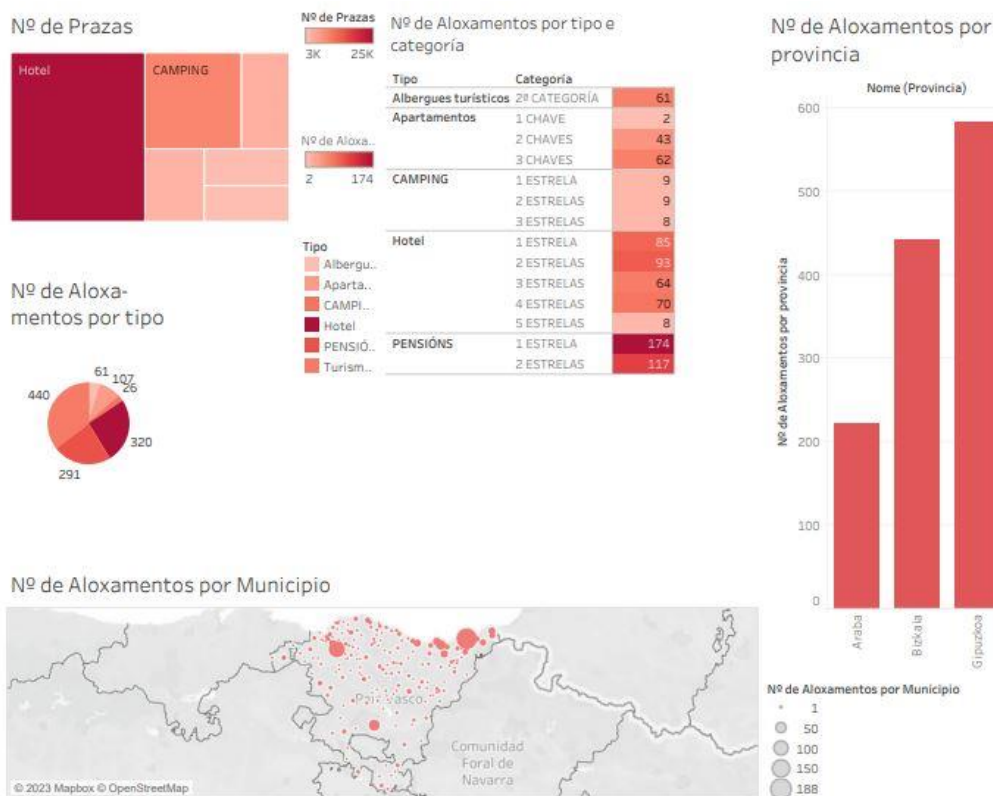 Nº de Prazas
Hotel
CAMPING
Nº de Prazas
3K 25K
Nº de Aloxa..
2 174
Tipo
Albergu..
Aparta..
CAMPI..
Hotel
PENSIÓ..
Turism..
Nº de Aloxa-
mentos por tipo
61
107
26
440
320
291
Nº de Aloxamentos por tipo e
categoría
Tipo Categoría
Albergues turísticos 2ª CATEGORÍA 61
Apartamentos 1 CHAVE 2
2 CHAVES 43
3 CHAVES 62
CAMPING 1 ESTRELA 9
2 ESTRELAS 9
3 ESTRELAS 8
Hotel 1 ESTRELA 85
2 ESTRELAS 93
3 ESTRELAS 64
4 ESTRELAS 70
5 ESTRELAS 8
PENSIÓNS 1 ESTRELA 174
2 ESTRELAS 117
Nº de Aloxamentos por
provincia
Nome (Provincia)
Nº de Aloxamentos por provincia
600
500
400
300
200
100
0
Araba
Bizkaia
Gipuzkoa
Nº de Aloxamentos por Municipio
País Vasco
Comunidad
Foral de
Navarra
© 2023 Mapbox © OpenStreetMap
Nº de Aloxamentos por Municipio
1
50
100
150
188